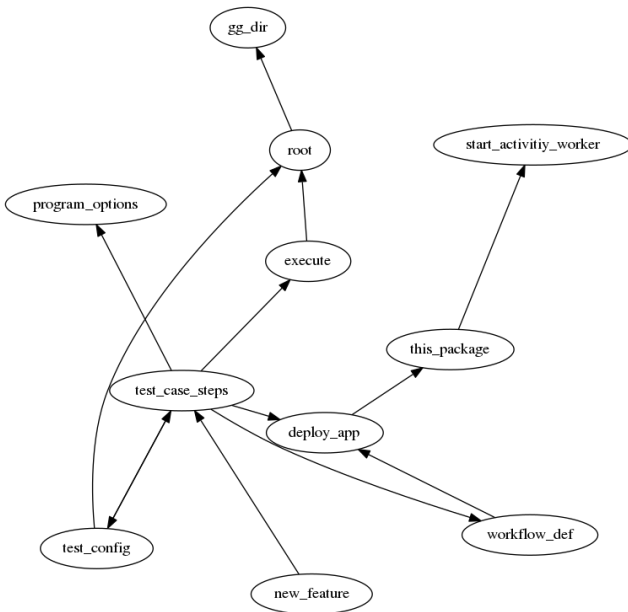 gg_dir
root
start_activitiy_worker
program_options
execute
this_package
test_case_steps
deploy_app
test_config
workflow_def
new_feature